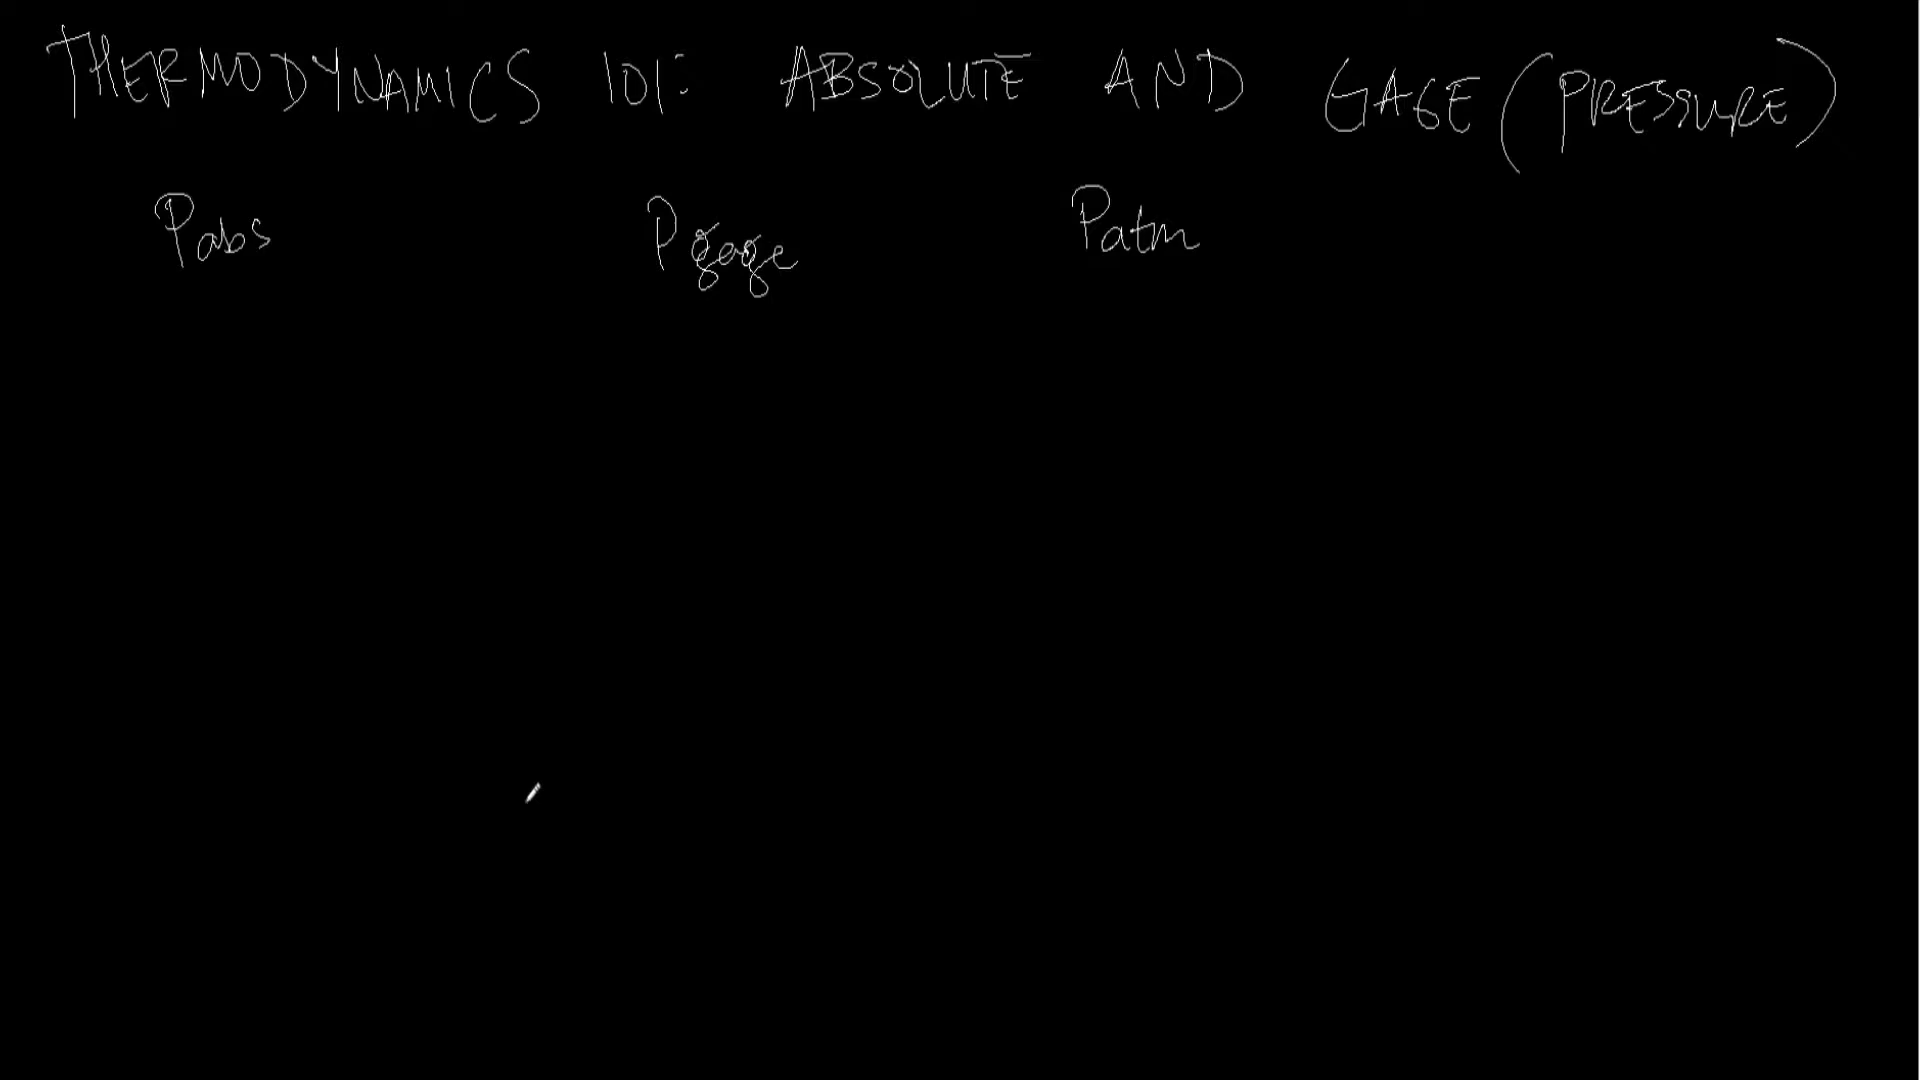 THERMODYNAMICS 101: ABSOLUTE AND GAGE (PRESSURE)
Pabs Pgage Patm